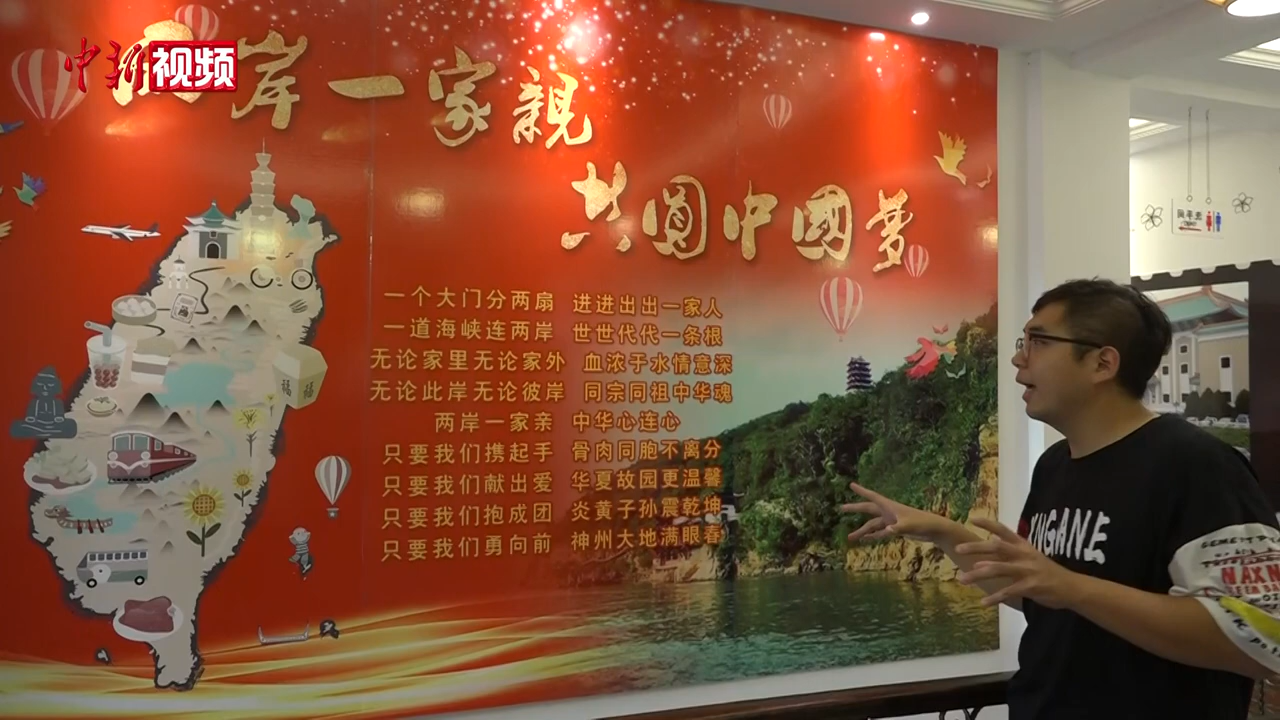 中新视频
岸一家親
共圓中國夢
一个大门分两扇 进进出出一家人
一道海峡连两岸 世世代代一条根
无论家里无论家外 血浓于水情意深
无论此岸无论彼岸 同宗同祖中华魂
两岸一家亲 中华心连心
只要我们携起手 骨肉同胞不离分
只要我们献出爱 华夏故园更温馨
只要我们抱成团 炎黄子孙震乾坤
只要我们勇向前 神州大地满眼春
福
福
洗手间
NGANE